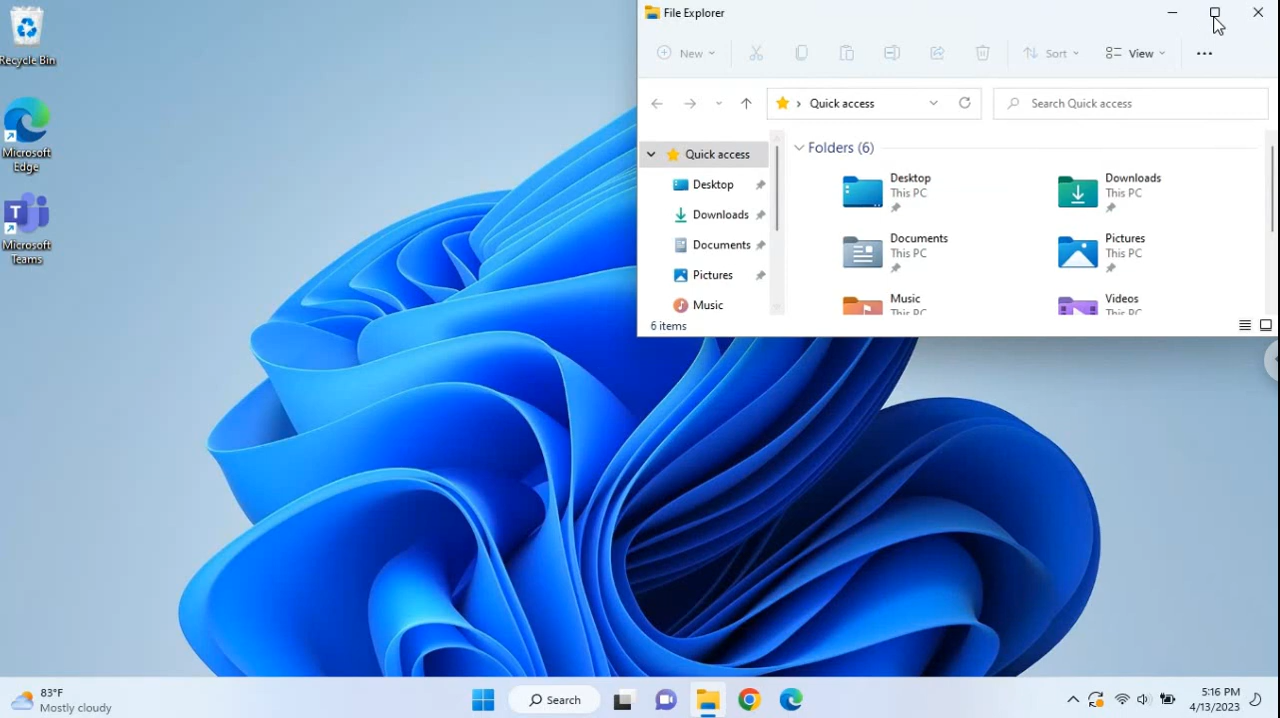 Recycle Bin
Microsoft
Edge
Microsoft
Teams
File Explorer
New
Sort
View
Quick access
Search Quick access
Quick access
Desktop
Downloads
Documents
Pictures
Music
Folders (6)
Desktop
This PC
Downloads
This PC
Documents
This PC
Pictures
This PC
Music
This PC
Videos
This PC
6 items
83°F
Mostly cloudy
Search
5:16 PM
4/13/2023